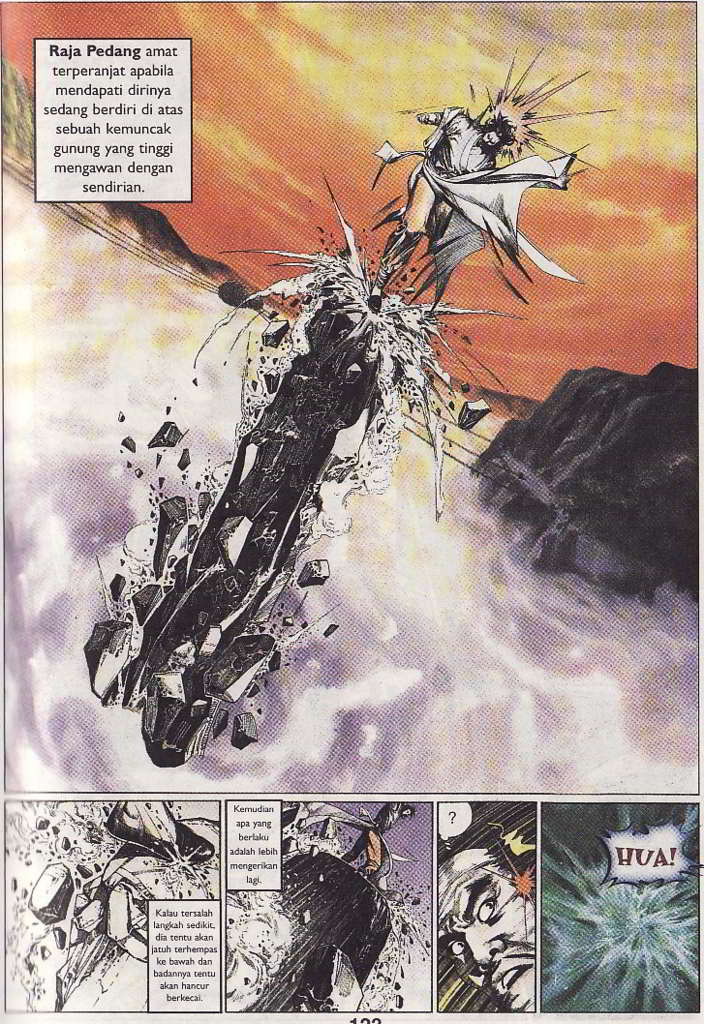 Raja Pedang amat
terperanjat apabila
mendapati dirinya
sedang berdiri di atas
sebuah kemuncak
gunung yang tinggi
mengawan dengan
sendirian.
Kalau tersalah
langkah sedikit,
dia tentu akan
jatuh terhempas
ke bawah dan
badannya tentu
akan hancur
berkecai.
Kemudian
apa yang
berlaku
adalah lebih
mengerikan
lagi.
?
HUA!